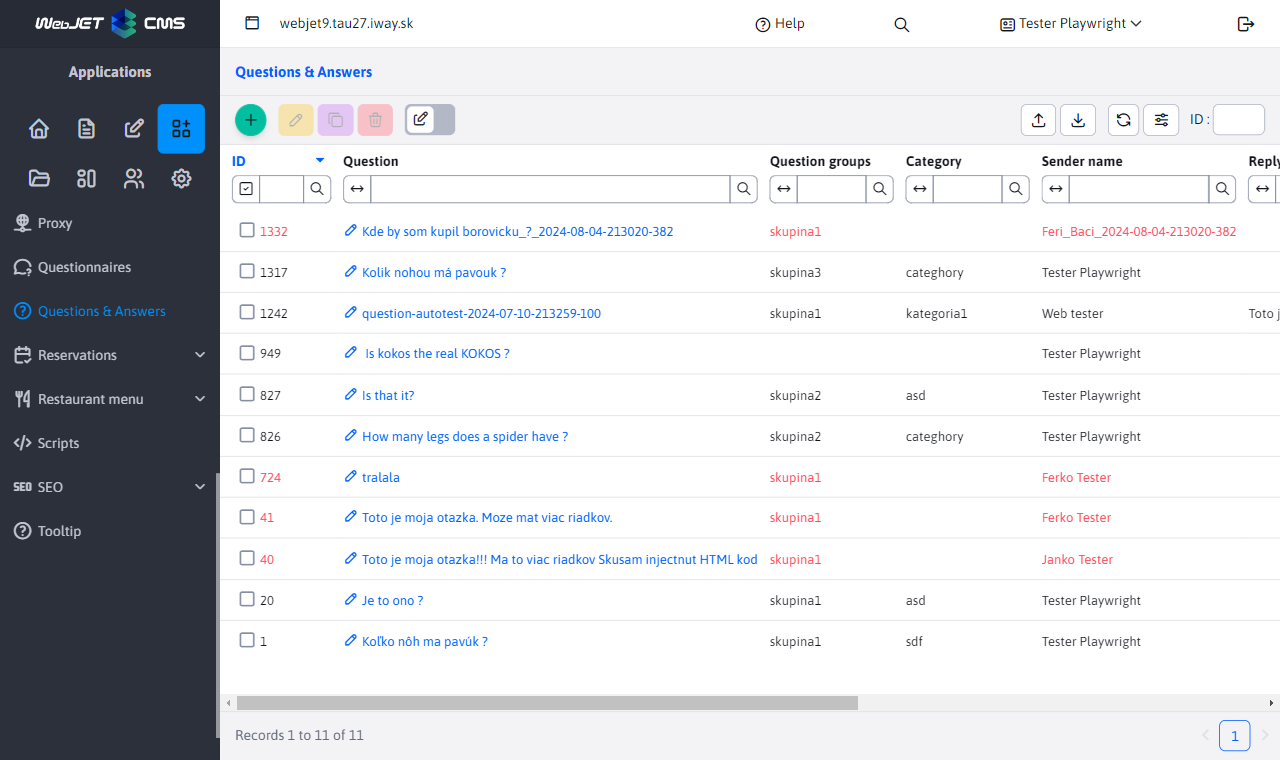 WebJET CMS
webjet9.tau27.iway.sk
Help
Tester Playwright
Applications
Questions & Answers
ID :
Proxy
Questionnaires
Questions & Answers
Reservations
Restaurant menu
Scripts
SEO SEO
Tooltip
ID Question Question groups Category Sender name Reply
1332 Kde by som kupil borovicku_?_2024-08-04-213020-382 skupina1 Feri_Baci_2024-08-04-213020-382
1317 Kolik nohou má pavouk ? skupina3 categhory Tester Playwright
1242 question-autotest-2024-07-10-213259-100 skupina1 kategoria1 Web tester Toto j
949 Is kokos the real KOKOS ? Tester Playwright
827 Is that it? skupina2 asd Tester Playwright
826 How many legs does a spider have ? skupina2 categhory Tester Playwright
724 tralala skupina1 Ferko Tester
41 Toto je moja otazka. Moze mat viac riadkov. skupina1 Ferko Tester
40 Toto je moja otazka!!! Ma to viac riadkov Skusam injectnut HTML kod skupina1 Janko Tester
20 Je to ono ? skupina1 asd Tester Playwright
1 Koľko nôh ma pavúk ? skupina1 sdf Tester Playwright
Records 1 to 11 of 11
1